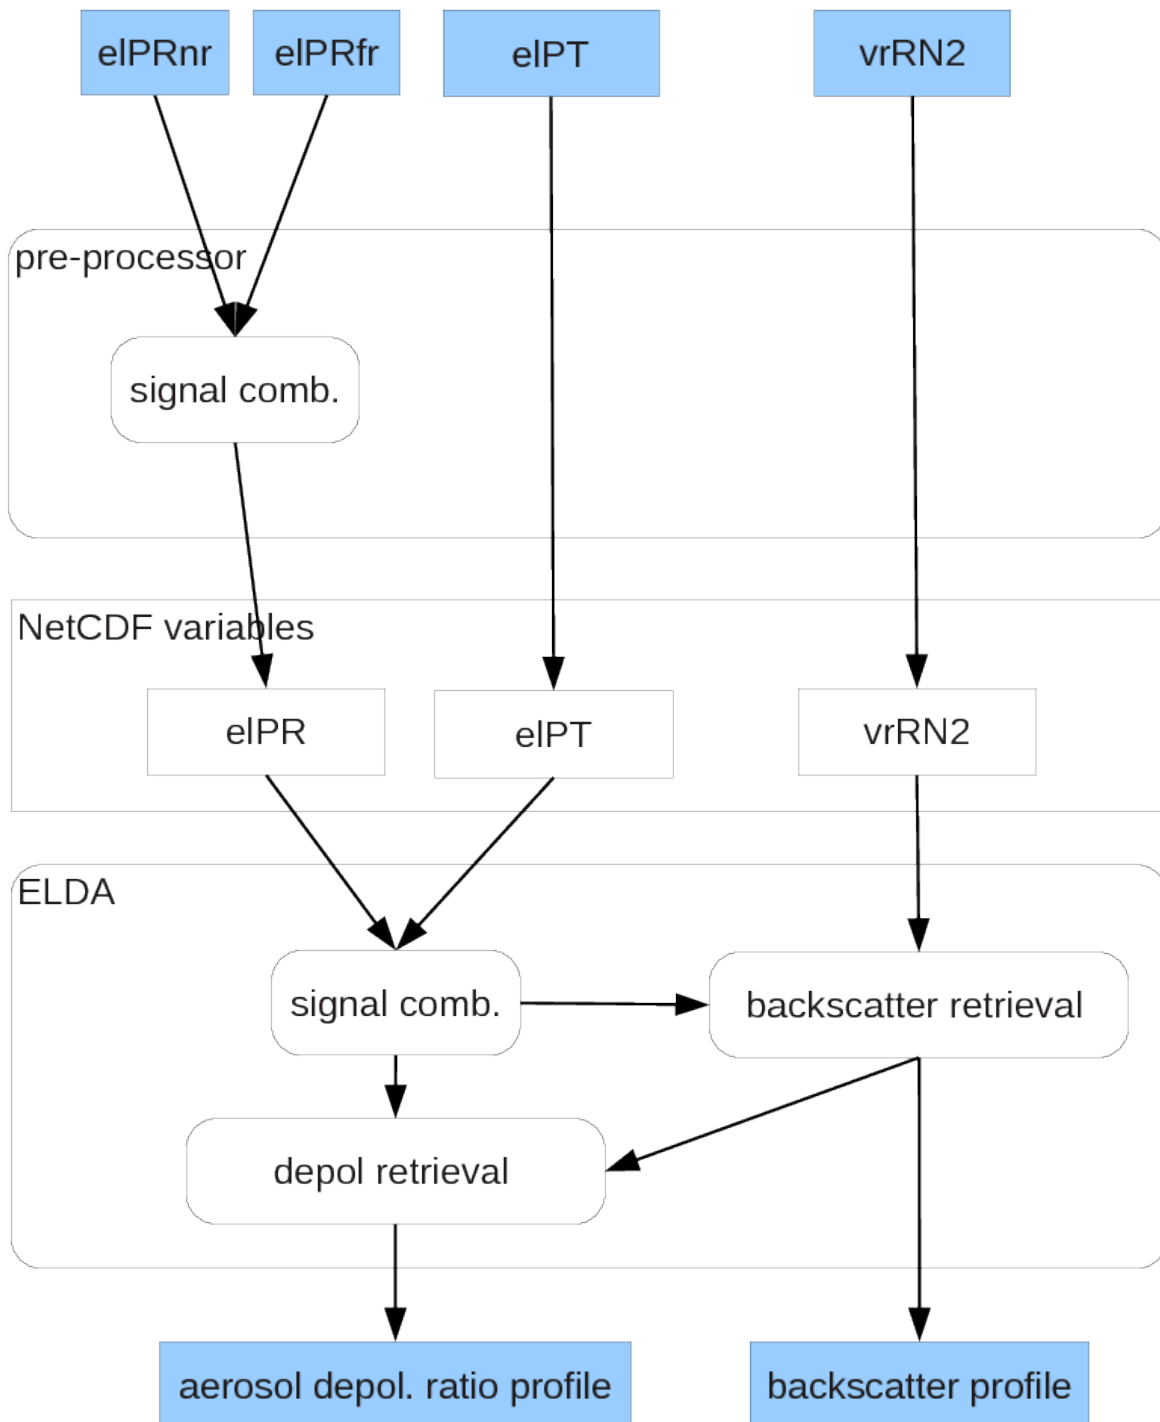 elPRnr
elPRfr
elPT
vrRN2
pre-processor
signal comb.
NetCDF variables
elPR
elPT
vrRN2
ELDA
signal comb.
backscatter retrieval
depol retrieval
aerosol depol. ratio profile
backscatter profile